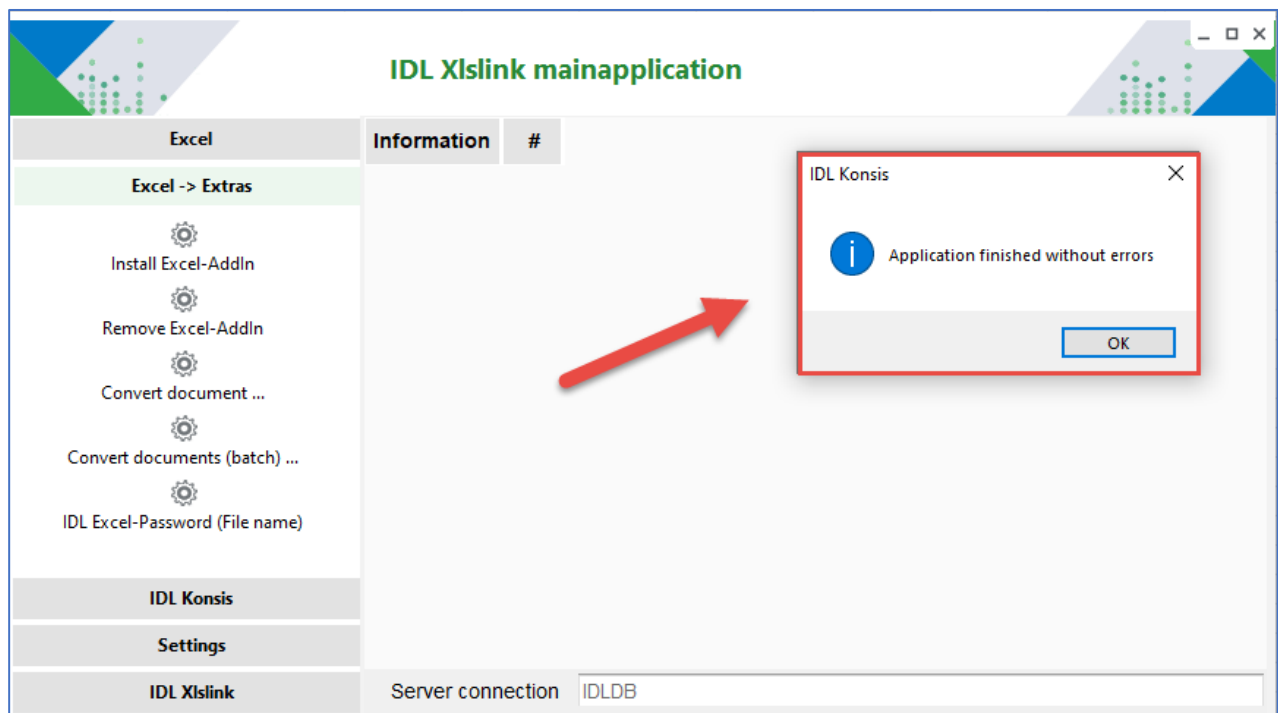 IDL Xlslink mainapplication
Excel
Excel -> Extras
Install Excel-AddIn
Remove Excel-AddIn
Convert document ...
Convert documents (batch) ...
IDL Excel-Password (File name)
IDL Konsis
Settings
IDL Xlslink
Information #
IDL Konsis
Application finished without errors
OK
Server connection IDLDB